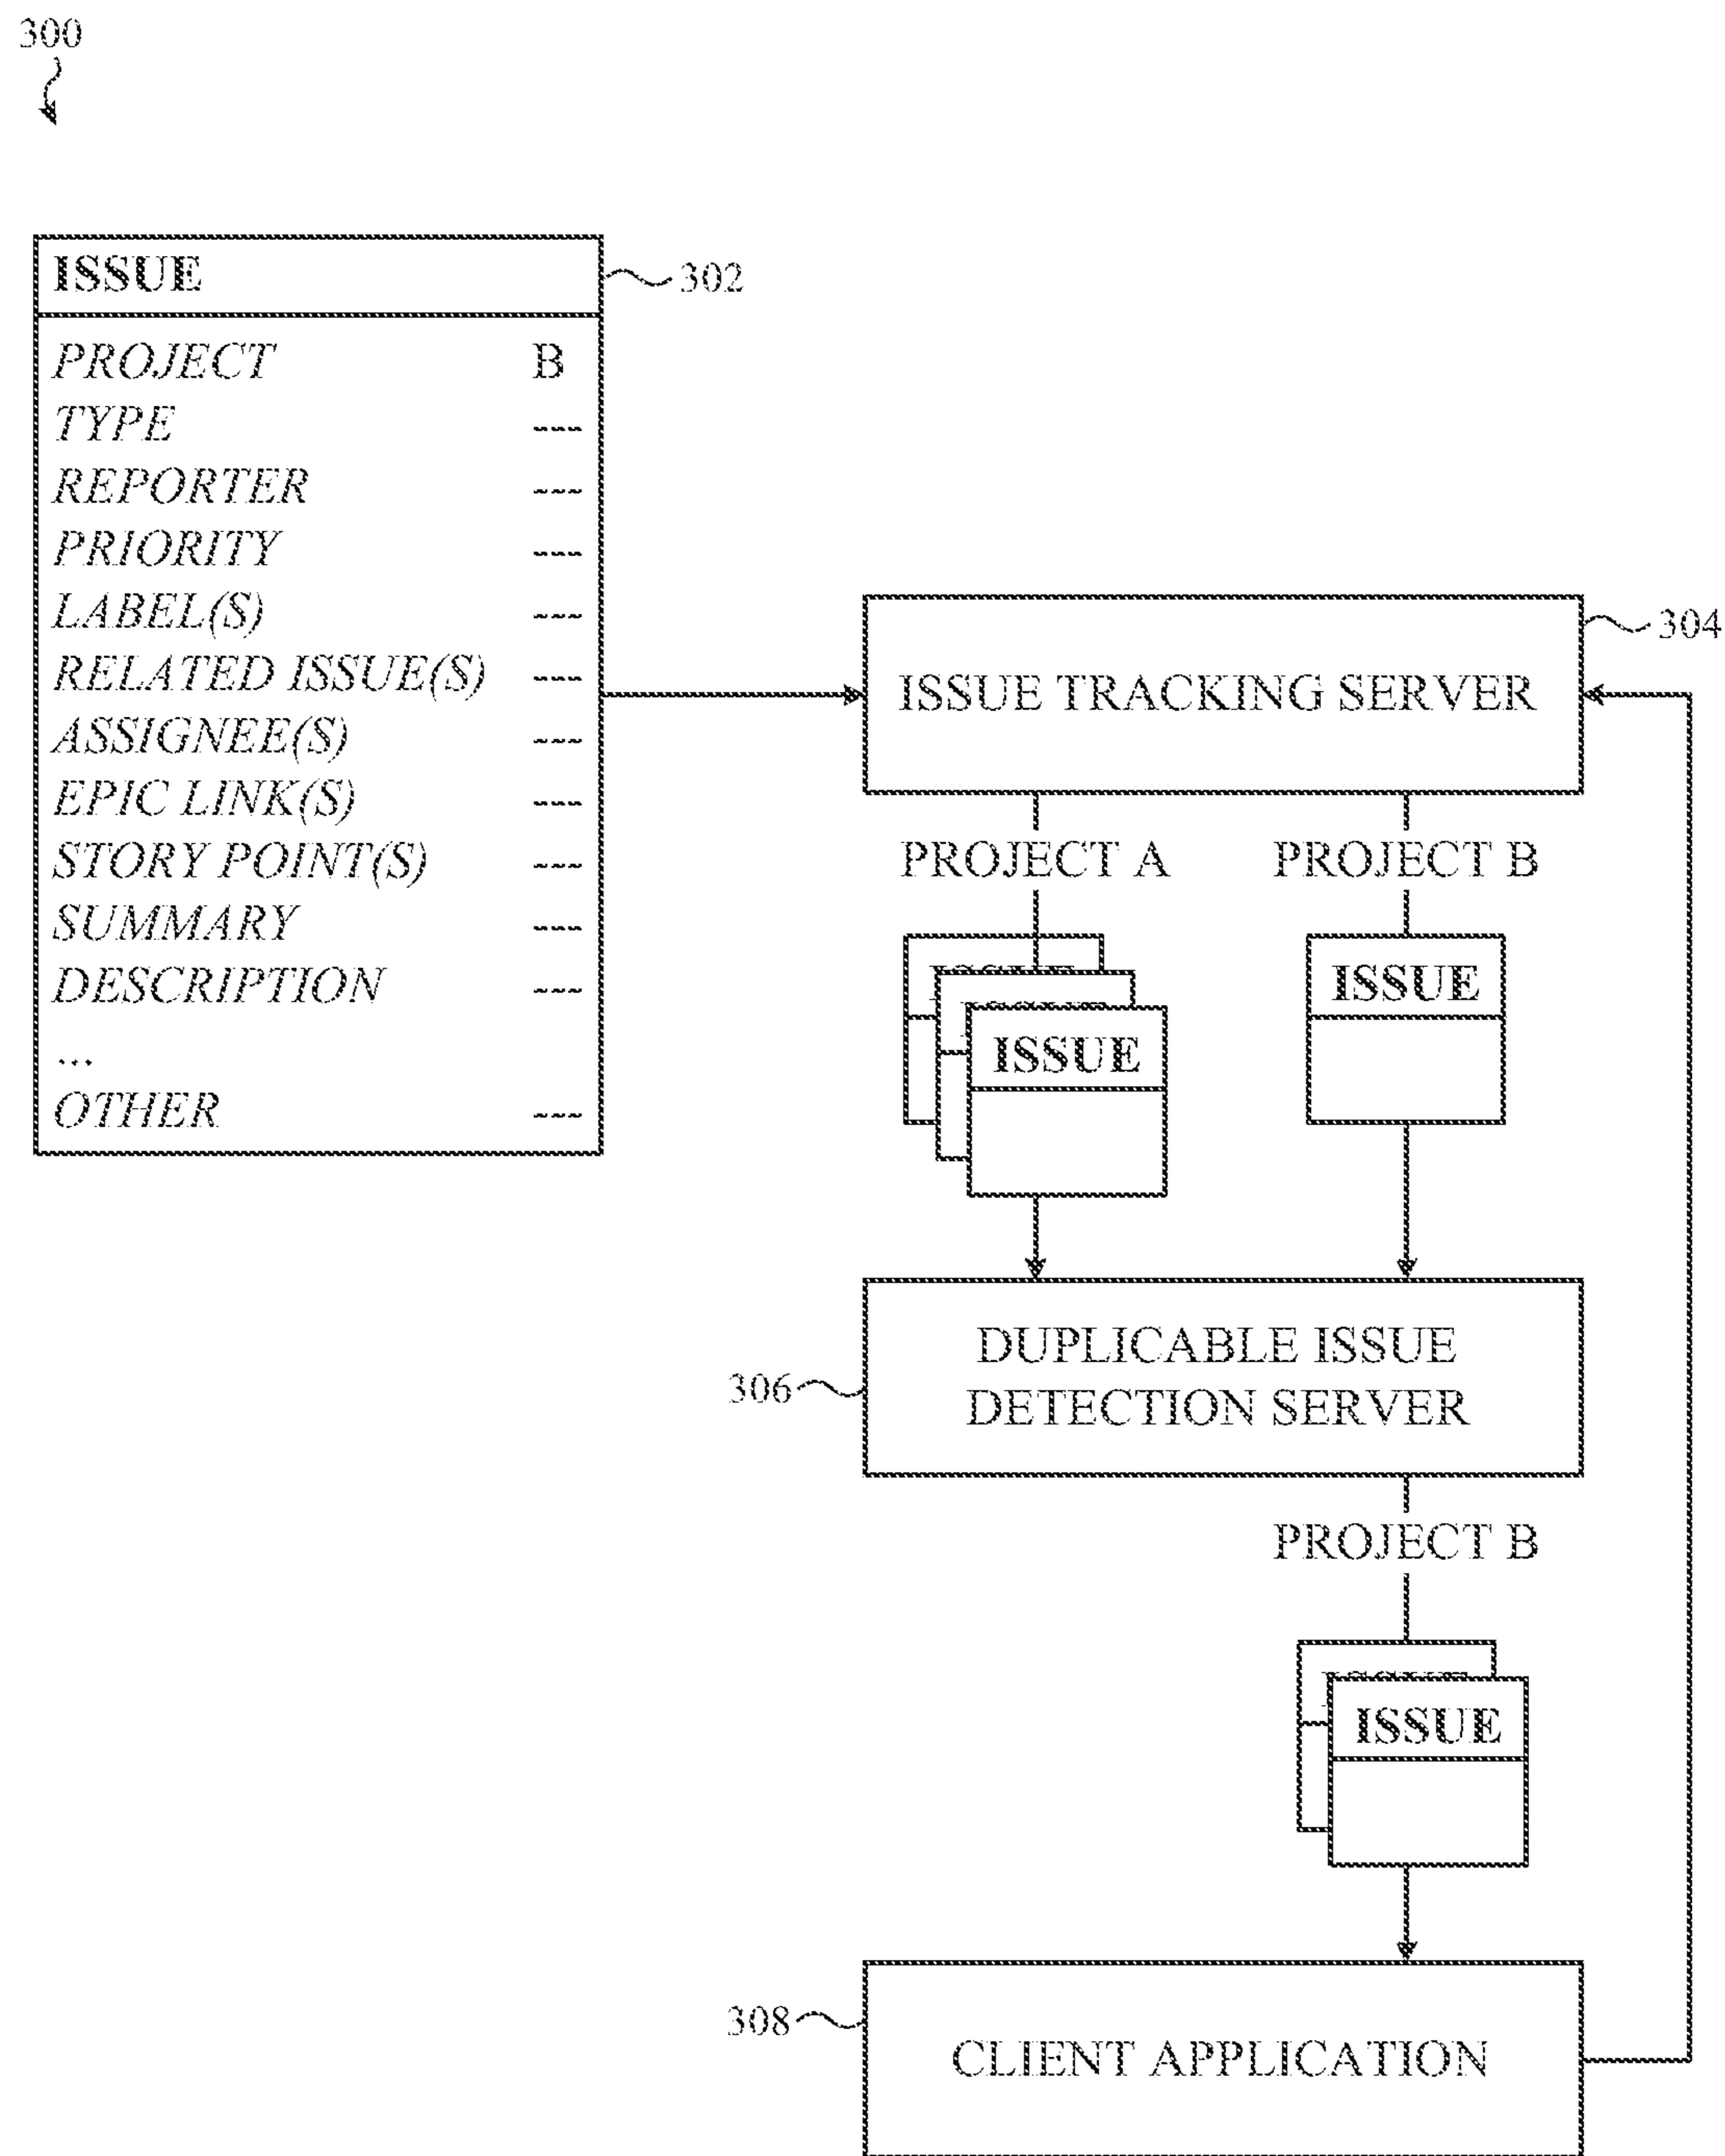 300
ISSUE
302
PROJECT B
TYPE ---
REPORTER ---
PRIORITY ---
LABEL(S) ---
RELATED ISSUE(S) ---
ASSIGNEE(S) ---
EPIC LINK(S) ---
STORY POINT(S) ---
SUMMARY ---
DESCRIPTION ---
...
OTHER ---
304
ISSUE TRACKING SERVER
PROJECT A
PROJECT B
ISSUE
ISSUE
DUPLICABLE ISSUE
DETECTION SERVER
306
PROJECT B
ISSUE
308
CLIENT APPLICATION